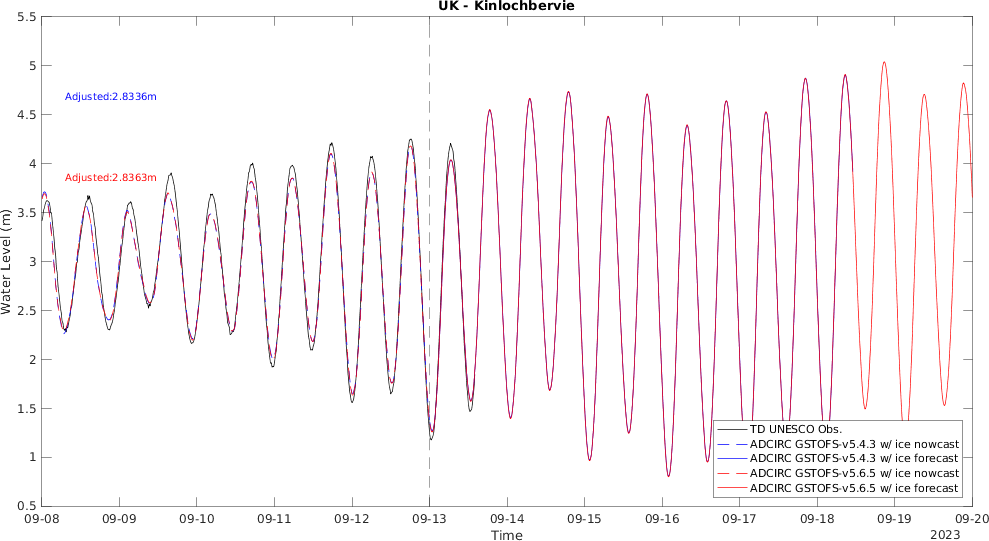 UK - Kinlochbervie
5.5
5
4.5
4
3.5
3
2.5
2
1.5
1
0.5
Water Level (m)
Adjusted:2.8336m
Adjusted:2.8363m
TD UNESCO Obs.
ADCIRC GSTOFS-v5.4.3 w/ ice nowcast
ADCIRC GSTOFS-v5.4.3 w/ ice forecast
ADCIRC GSTOFS-v5.6.5 w/ ice nowcast
ADCIRC GSTOFS-v5.6.5 w/ ice forecast
09-08 09-09 09-10 09-11 09-12 09-13 09-14 09-15 09-16 09-17 09-18 09-19 09-20
Time
2023